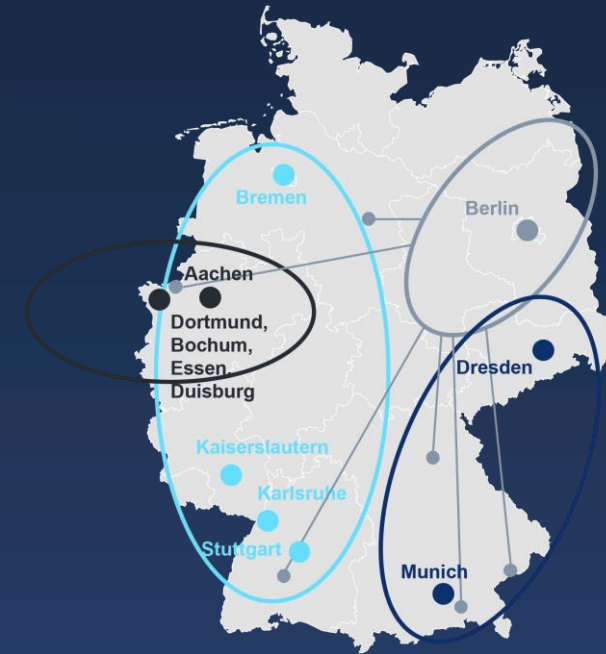 Bremen
Berlin
Aachen
Dortmund,
Bochum,
Essen,
Duisburg
Dresden
Kaiserslautern
Karlsruhe
Stuttgart
Munich